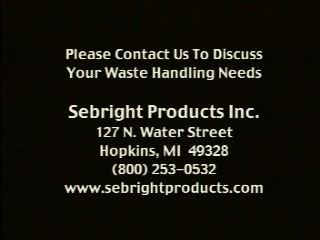 Please Contact Us To Discuss
Your Waste Handling Needs
Sebright Products Inc.
127 N. Water Street
Hopkins, MI 49328
(800) 253-0532
www.sebrightproducts.com